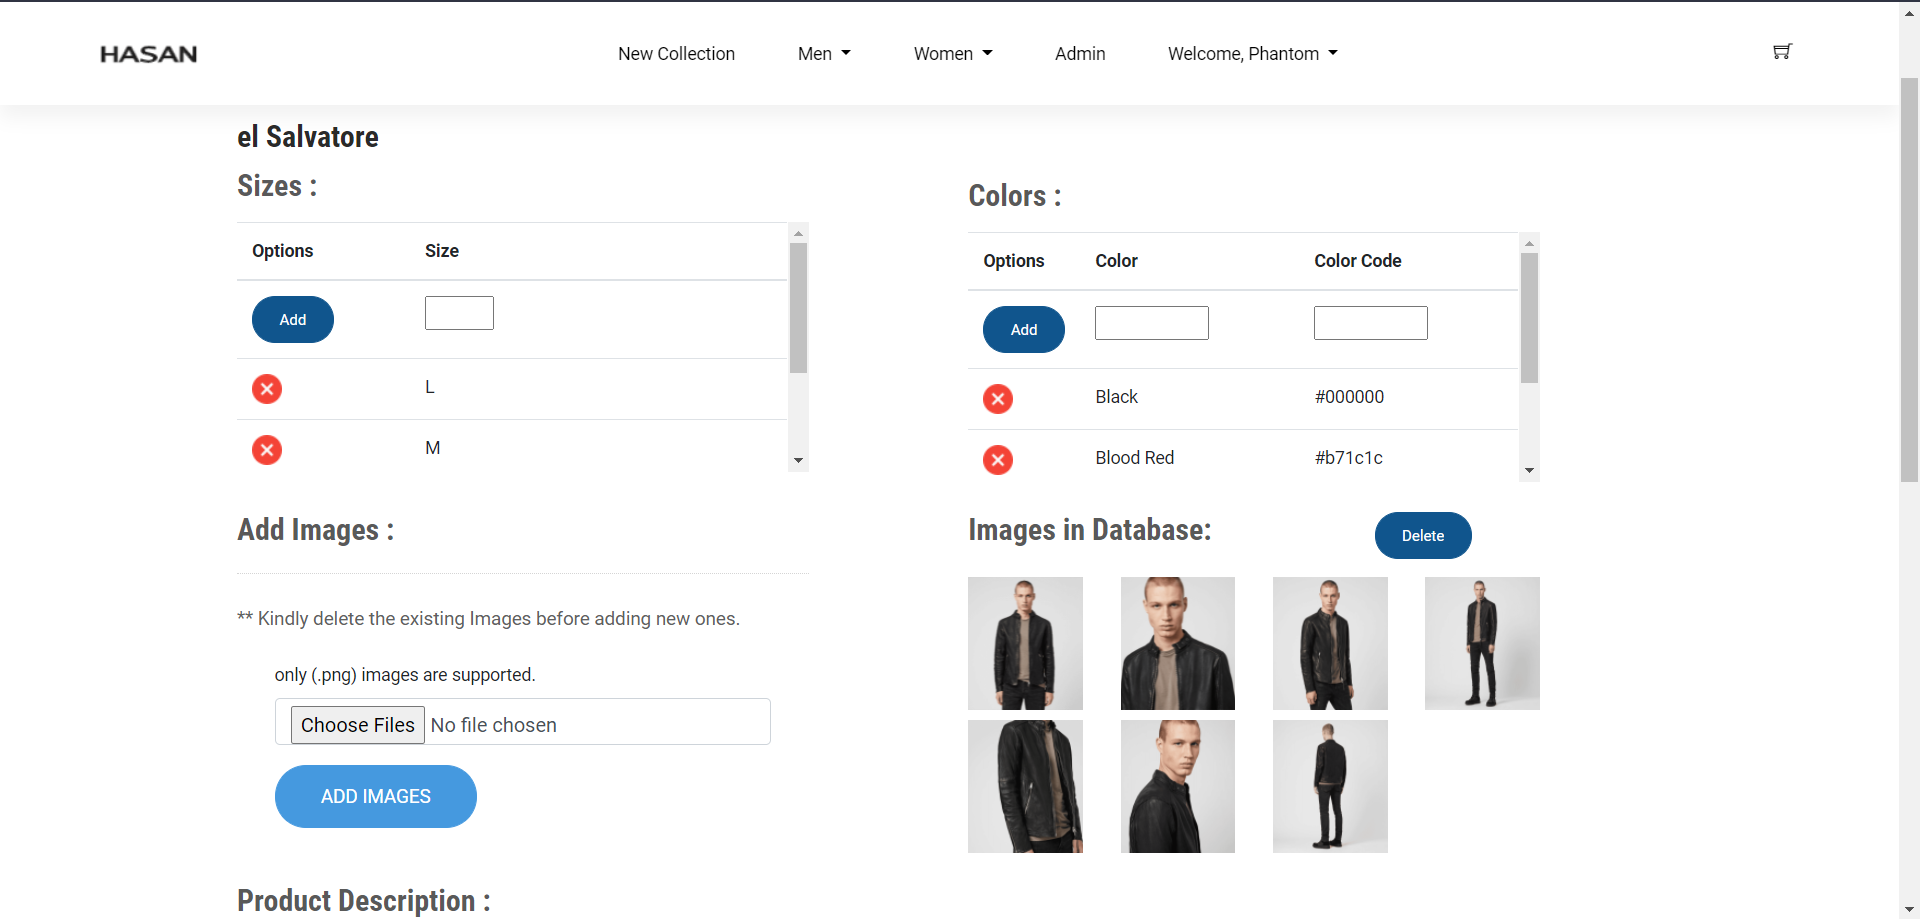 HASAN
New Collection
Men
Women
Admin
Welcome, Phantom
el Salvatore
Sizes :
Options Size
Add
L
M
Colors :
Options Color Color Code
Add
Black #000000
Blood Red #b71c1c
Add Images :
** Kindly delete the existing Images before adding new ones.
only (.png) images are supported.
Choose Files No file chosen
ADD IMAGES
Images in Database:
Delete
Product Description :